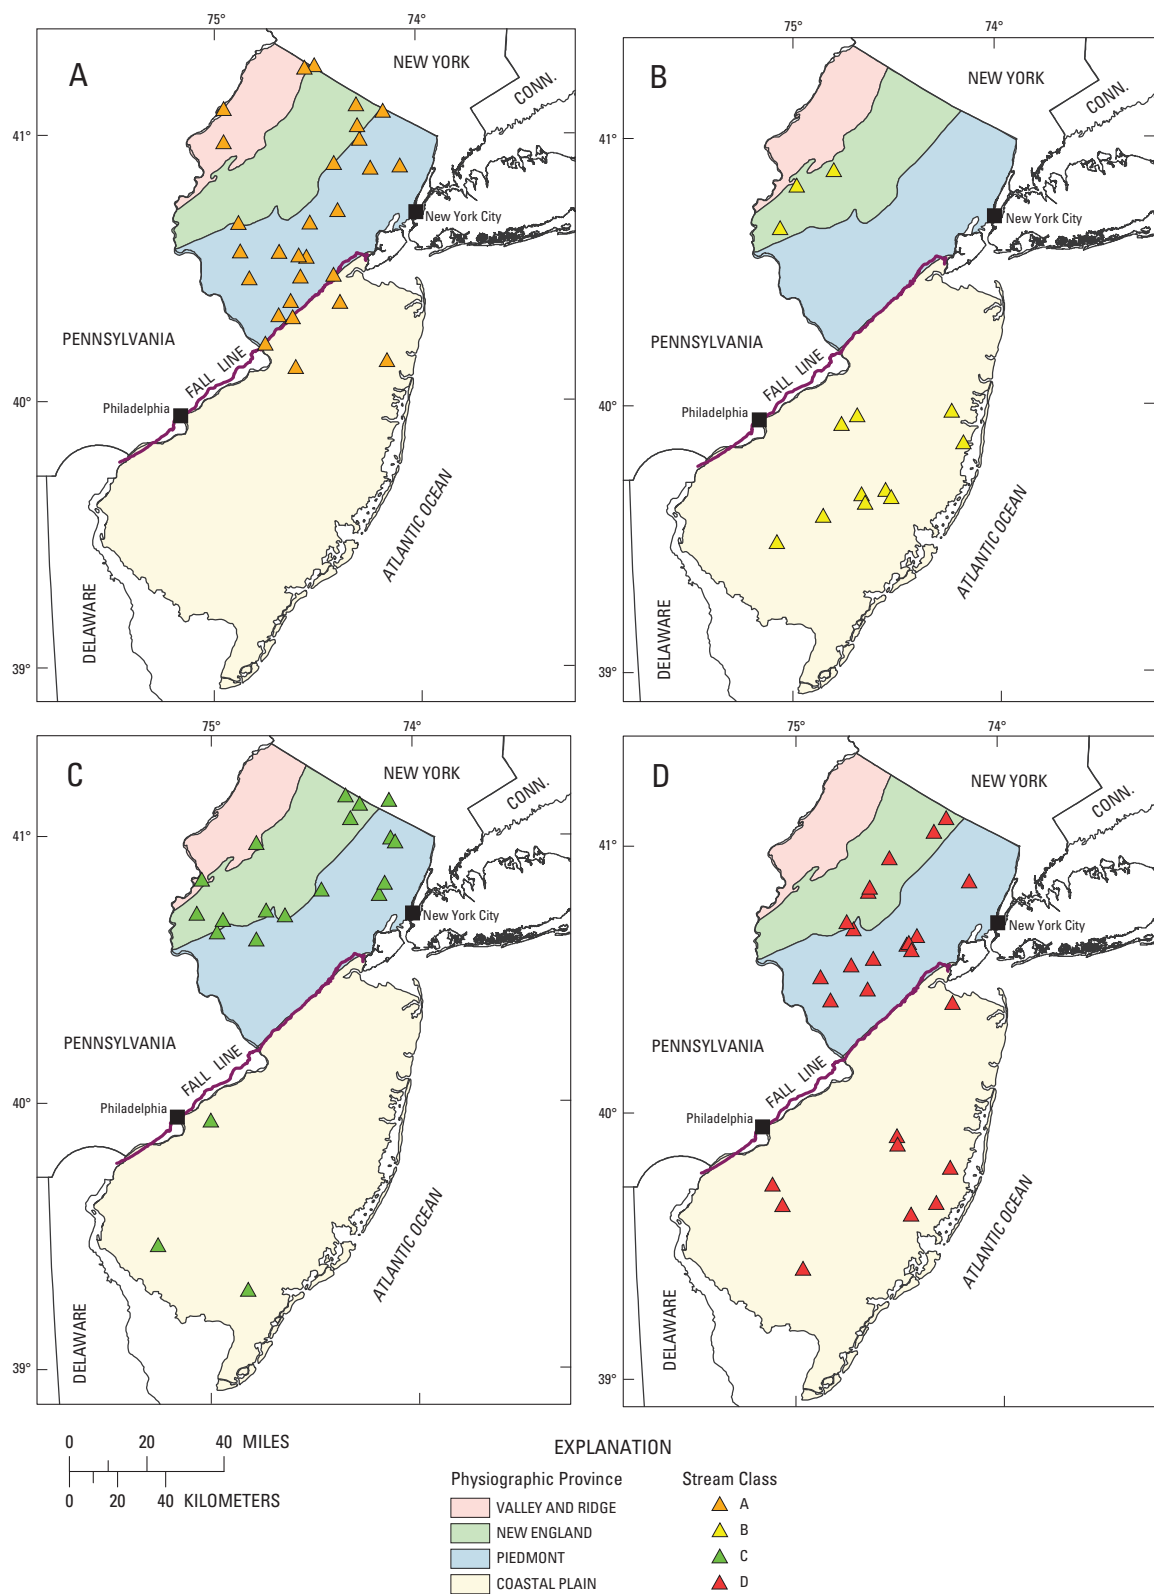 75°
74°
A
NEW YORK
CONN.
41°
New York City
PENNSYLVANIA
FALL LINE
Philadelphia
40°
ATLANTIC OCEAN
DELAWARE
39°
75°
74°
75°
74°
B
NEW YORK
CONN.
41°
New York City
PENNSYLVANIA
FALL LINE
Philadelphia
40°
ATLANTIC OCEAN
DELAWARE
39°
75°
74°
75°
74°
C
NEW YORK
CONN.
41°
New York City
PENNSYLVANIA
FALL LINE
Philadelphia
40°
ATLANTIC OCEAN
DELAWARE
39°
75°
74°
D
NEW YORK
CONN.
41°
New York City
PENNSYLVANIA
FALL LINE
Philadelphia
40°
ATLANTIC OCEAN
DELAWARE
39°
0 20 40 MILES
0 20 40 KILOMETERS
EXPLANATION
Physiographic Province
VALLEY AND RIDGE
NEW ENGLAND
PIEDMONT
COASTAL PLAIN
Stream Class
A
B
C
D